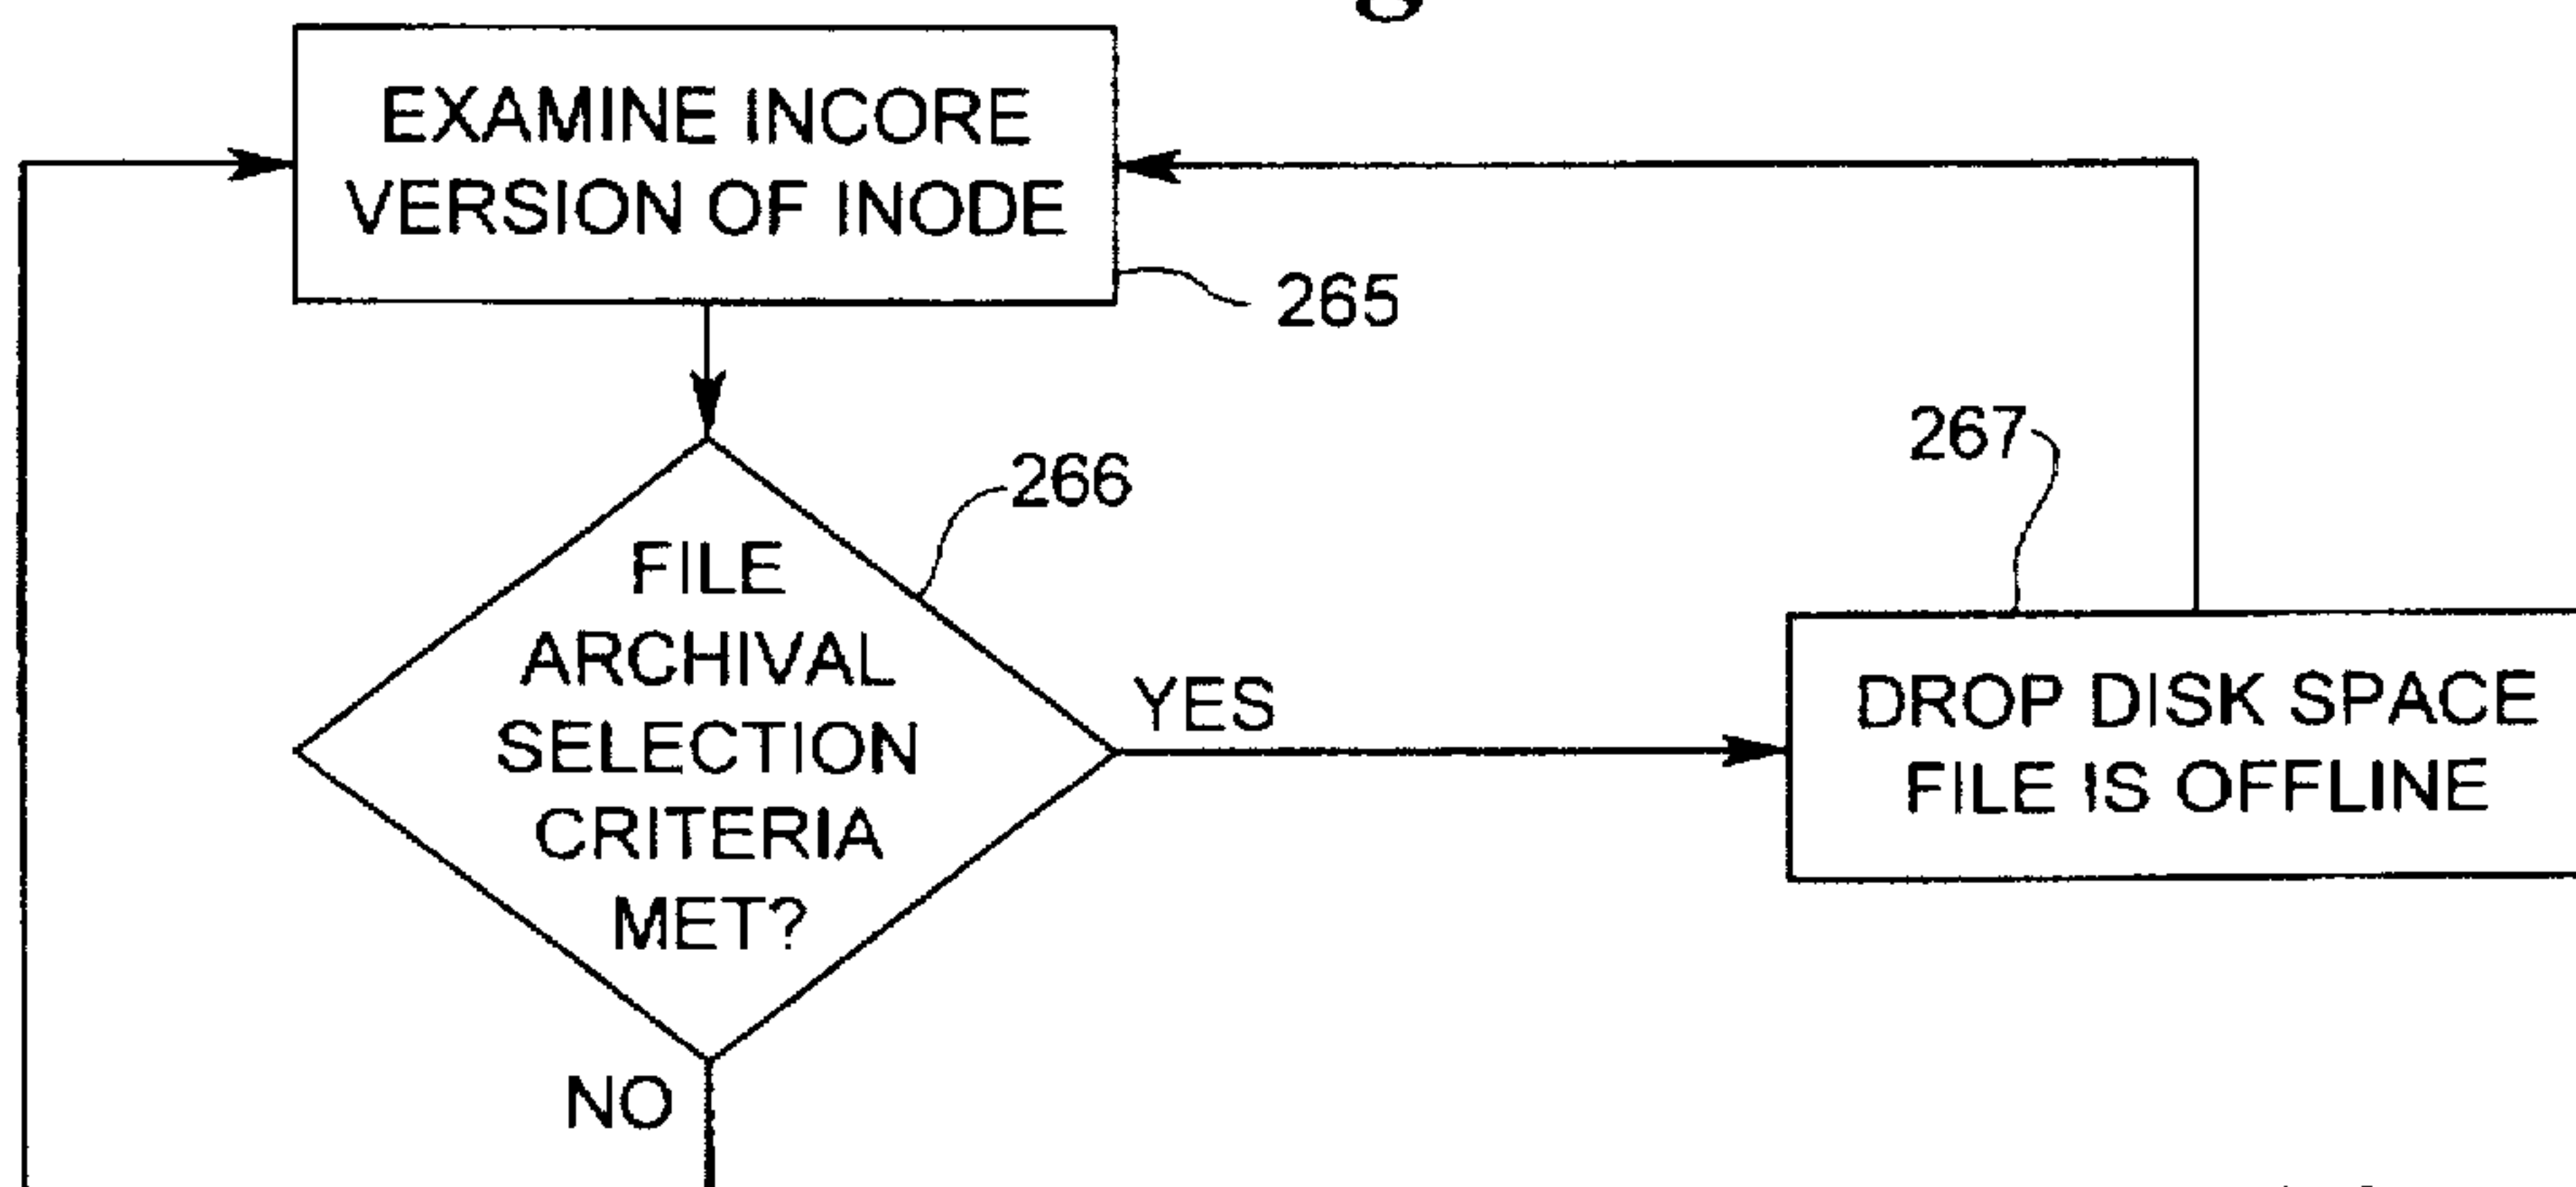 EXAMINE INCORE
VERSION OF INODE
265
266
267
FILE
ARCHIVAL
SELECTION
CRITERIA
MET?
YES
DROP DISK SPACE
FILE IS OFFLINE
NO